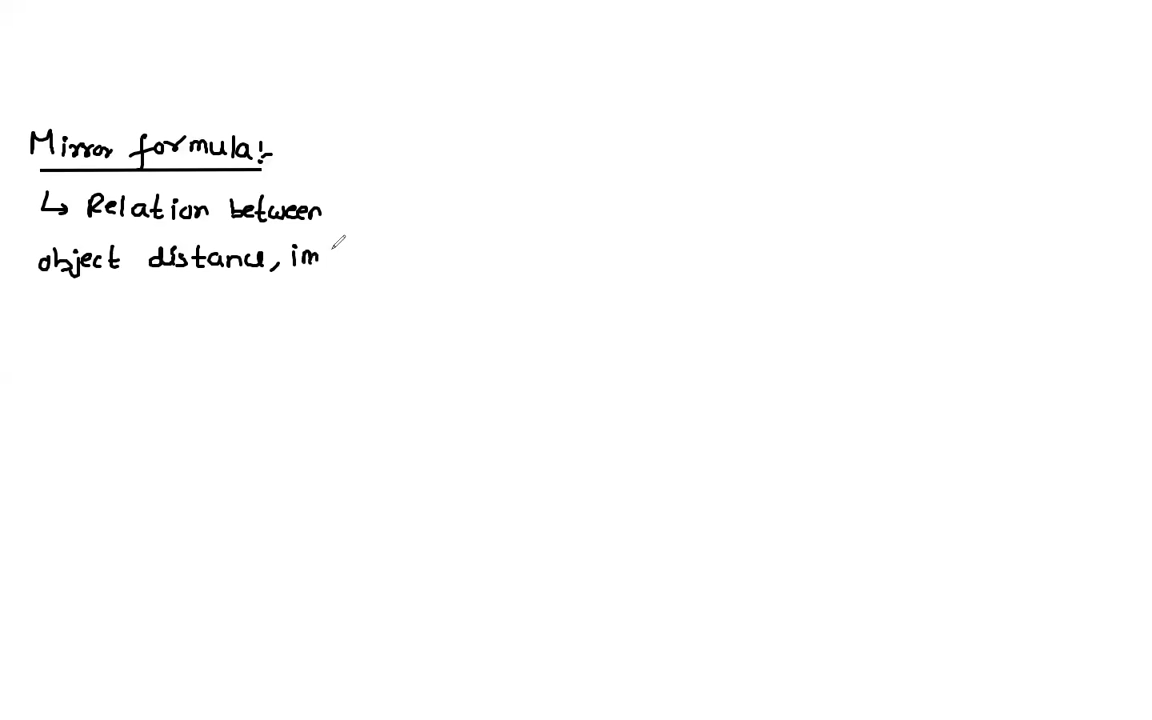 Mirror formula:-
↳ Relation between
object distance, im